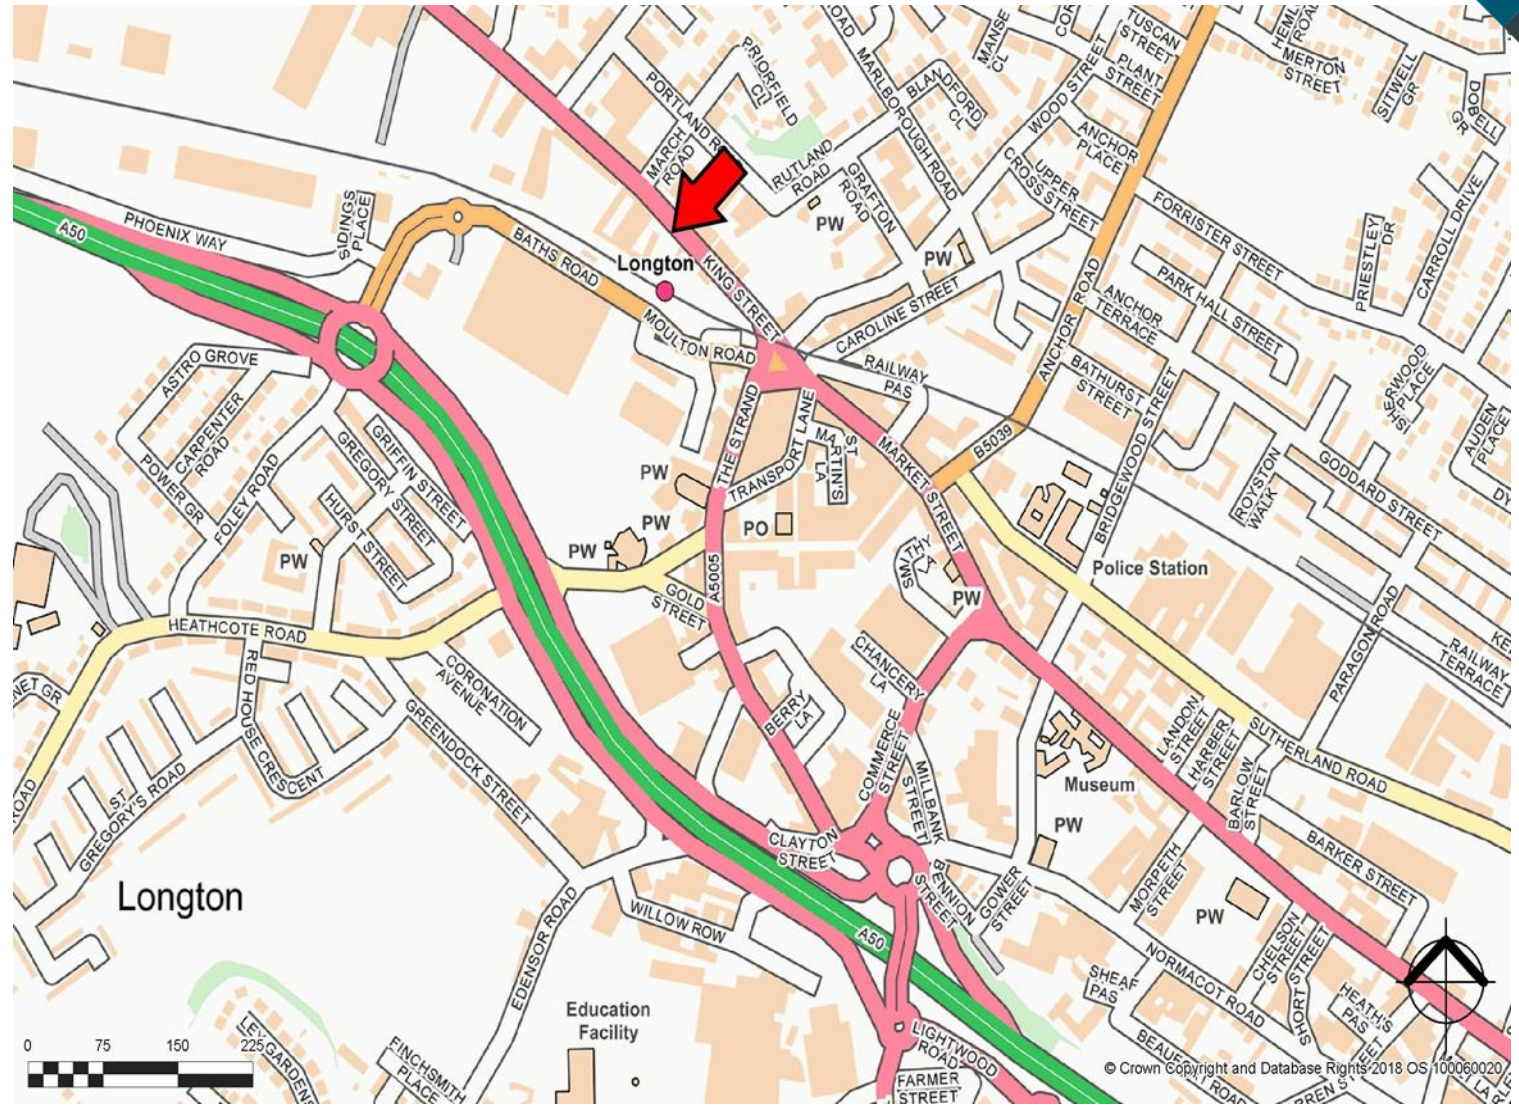 TUSCAN
STREET
PLANT
STREET
MERTON
STREET
SITWELL
GR
DOBELL
GR
MANSE
CL
PRIORFIELD
CL
MARLBOROUGH ROAD
BLANDFORD
CL
WOOD STREET
ANCHOR
PLACE
UPPER
CROSS STREET
MARCH
ROAD
RUTLAND
ROAD
GRAFTON
ROAD
PW
PW
FORRISTER STREET
PRIESTLEY
DR
CARROLL DRIVE
SIDINGS
PLACE
PHOENIX WAY
A50
BATHS ROAD
Longton
KING STREET
CAROLINE STREET
MOULTON ROAD
RAILWAY
PAS
ANCHOR ROAD
ANCHOR
TERRACE
PARK HALL STREET
BATHURST
STREET
AUDEN
PLACE
ASTRO GROVE
CARPENTER
ROAD
POWER GR
FOLEY ROAD
GRIFFIN STREET
GREGORY STREET
HURST STREET
THE STRAND
TRANSPORT LANE
ST
MARTIN'S
LA
MARKET STREET
B5039
BRIDGEWOOD STREET
ROYSTON
WALK
GODDARD STREET
PW
PW
PW
PW
PO
A5005
GOLD
STREET
SWATHY
LA
PW
Police Station
PARAGON ROAD
RAILWAY
TERRACE
HEATHCOTE ROAD
RED HOUSE CRESCENT
CORONATION
AVENUE
GREENDOCK STREET
ST
GREGORY'S ROAD
NET GR
ROAD
CHANCERY
LA
BERRY
LA
COMMERCE
STREET
MILLBANK
STREET
LANDON
STREET
HARBER
STREET
BARLOW
STREET
SUTHERLAND ROAD
Museum
PW
CLAYTON
STREET
BENNION
STREET
GOWER
STREET
MORPETH
STREET
BARKER STREET
PW
Longton
EDENSOR ROAD
WILLOW ROW
A50
NORMACOT ROAD
CHELSON
STREET
SHORT STREET
SHEAF
PAS
HEATH'S
PAS
Education
Facility
LIGHTWOOD
ROAD
FARMER
STREET
FINCHSMITH
PLACE
0 75 150 225
© Crown Copyright and Database Rights 2018 OS 100060020